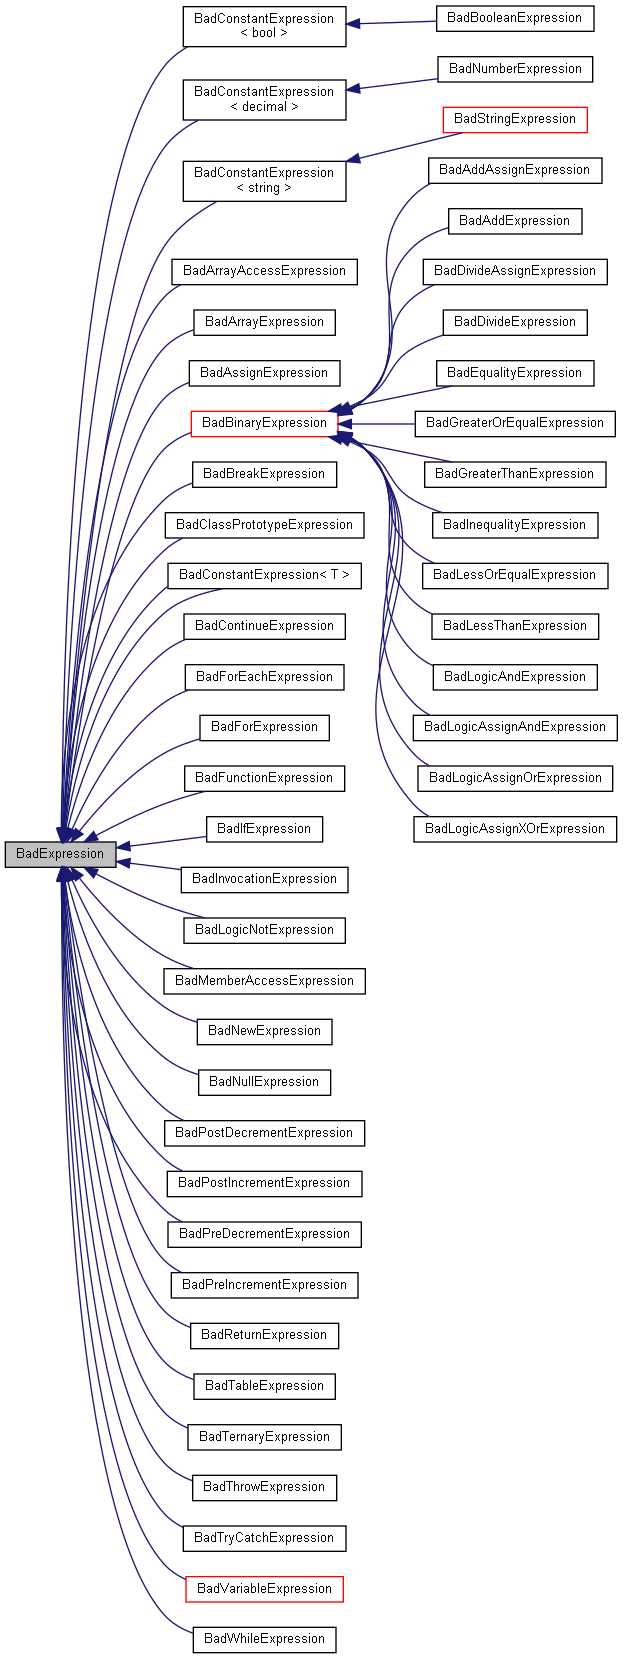 BadConstantExpression
< bool >
BadBooleanExpression
BadConstantExpression
< decimal >
BadNumberExpression
BadConstantExpression
< string >
BadStringExpression
BadAddAssignExpression
BadAddExpression
BadArrayAccessExpression
BadDivideAssignExpression
BadArrayExpression
BadDivideExpression
BadAssignExpression
BadEqualityExpression
BadBinaryExpression
BadGreaterOrEqualExpression
BadBreakExpression
BadGreaterThanExpression
BadClassPrototypeExpression
BadInequalityExpression
BadConstantExpression< T >
BadLessOrEqualExpression
BadContinueExpression
BadLessThanExpression
BadForEachExpression
BadLogicAndExpression
BadForExpression
BadLogicAssignAndExpression
BadFunctionExpression
BadLogicAssignOrExpression
BadIfExpression
BadLogicAssignXOrExpression
BadExpression
BadInvocationExpression
BadLogicNotExpression
BadMemberAccessExpression
BadNewExpression
BadNullExpression
BadPostDecrementExpression
BadPostIncrementExpression
BadPreDecrementExpression
BadPreIncrementExpression
BadReturnExpression
BadTableExpression
BadTernaryExpression
BadThrowExpression
BadTryCatchExpression
BadVariableExpression
BadWhileExpression